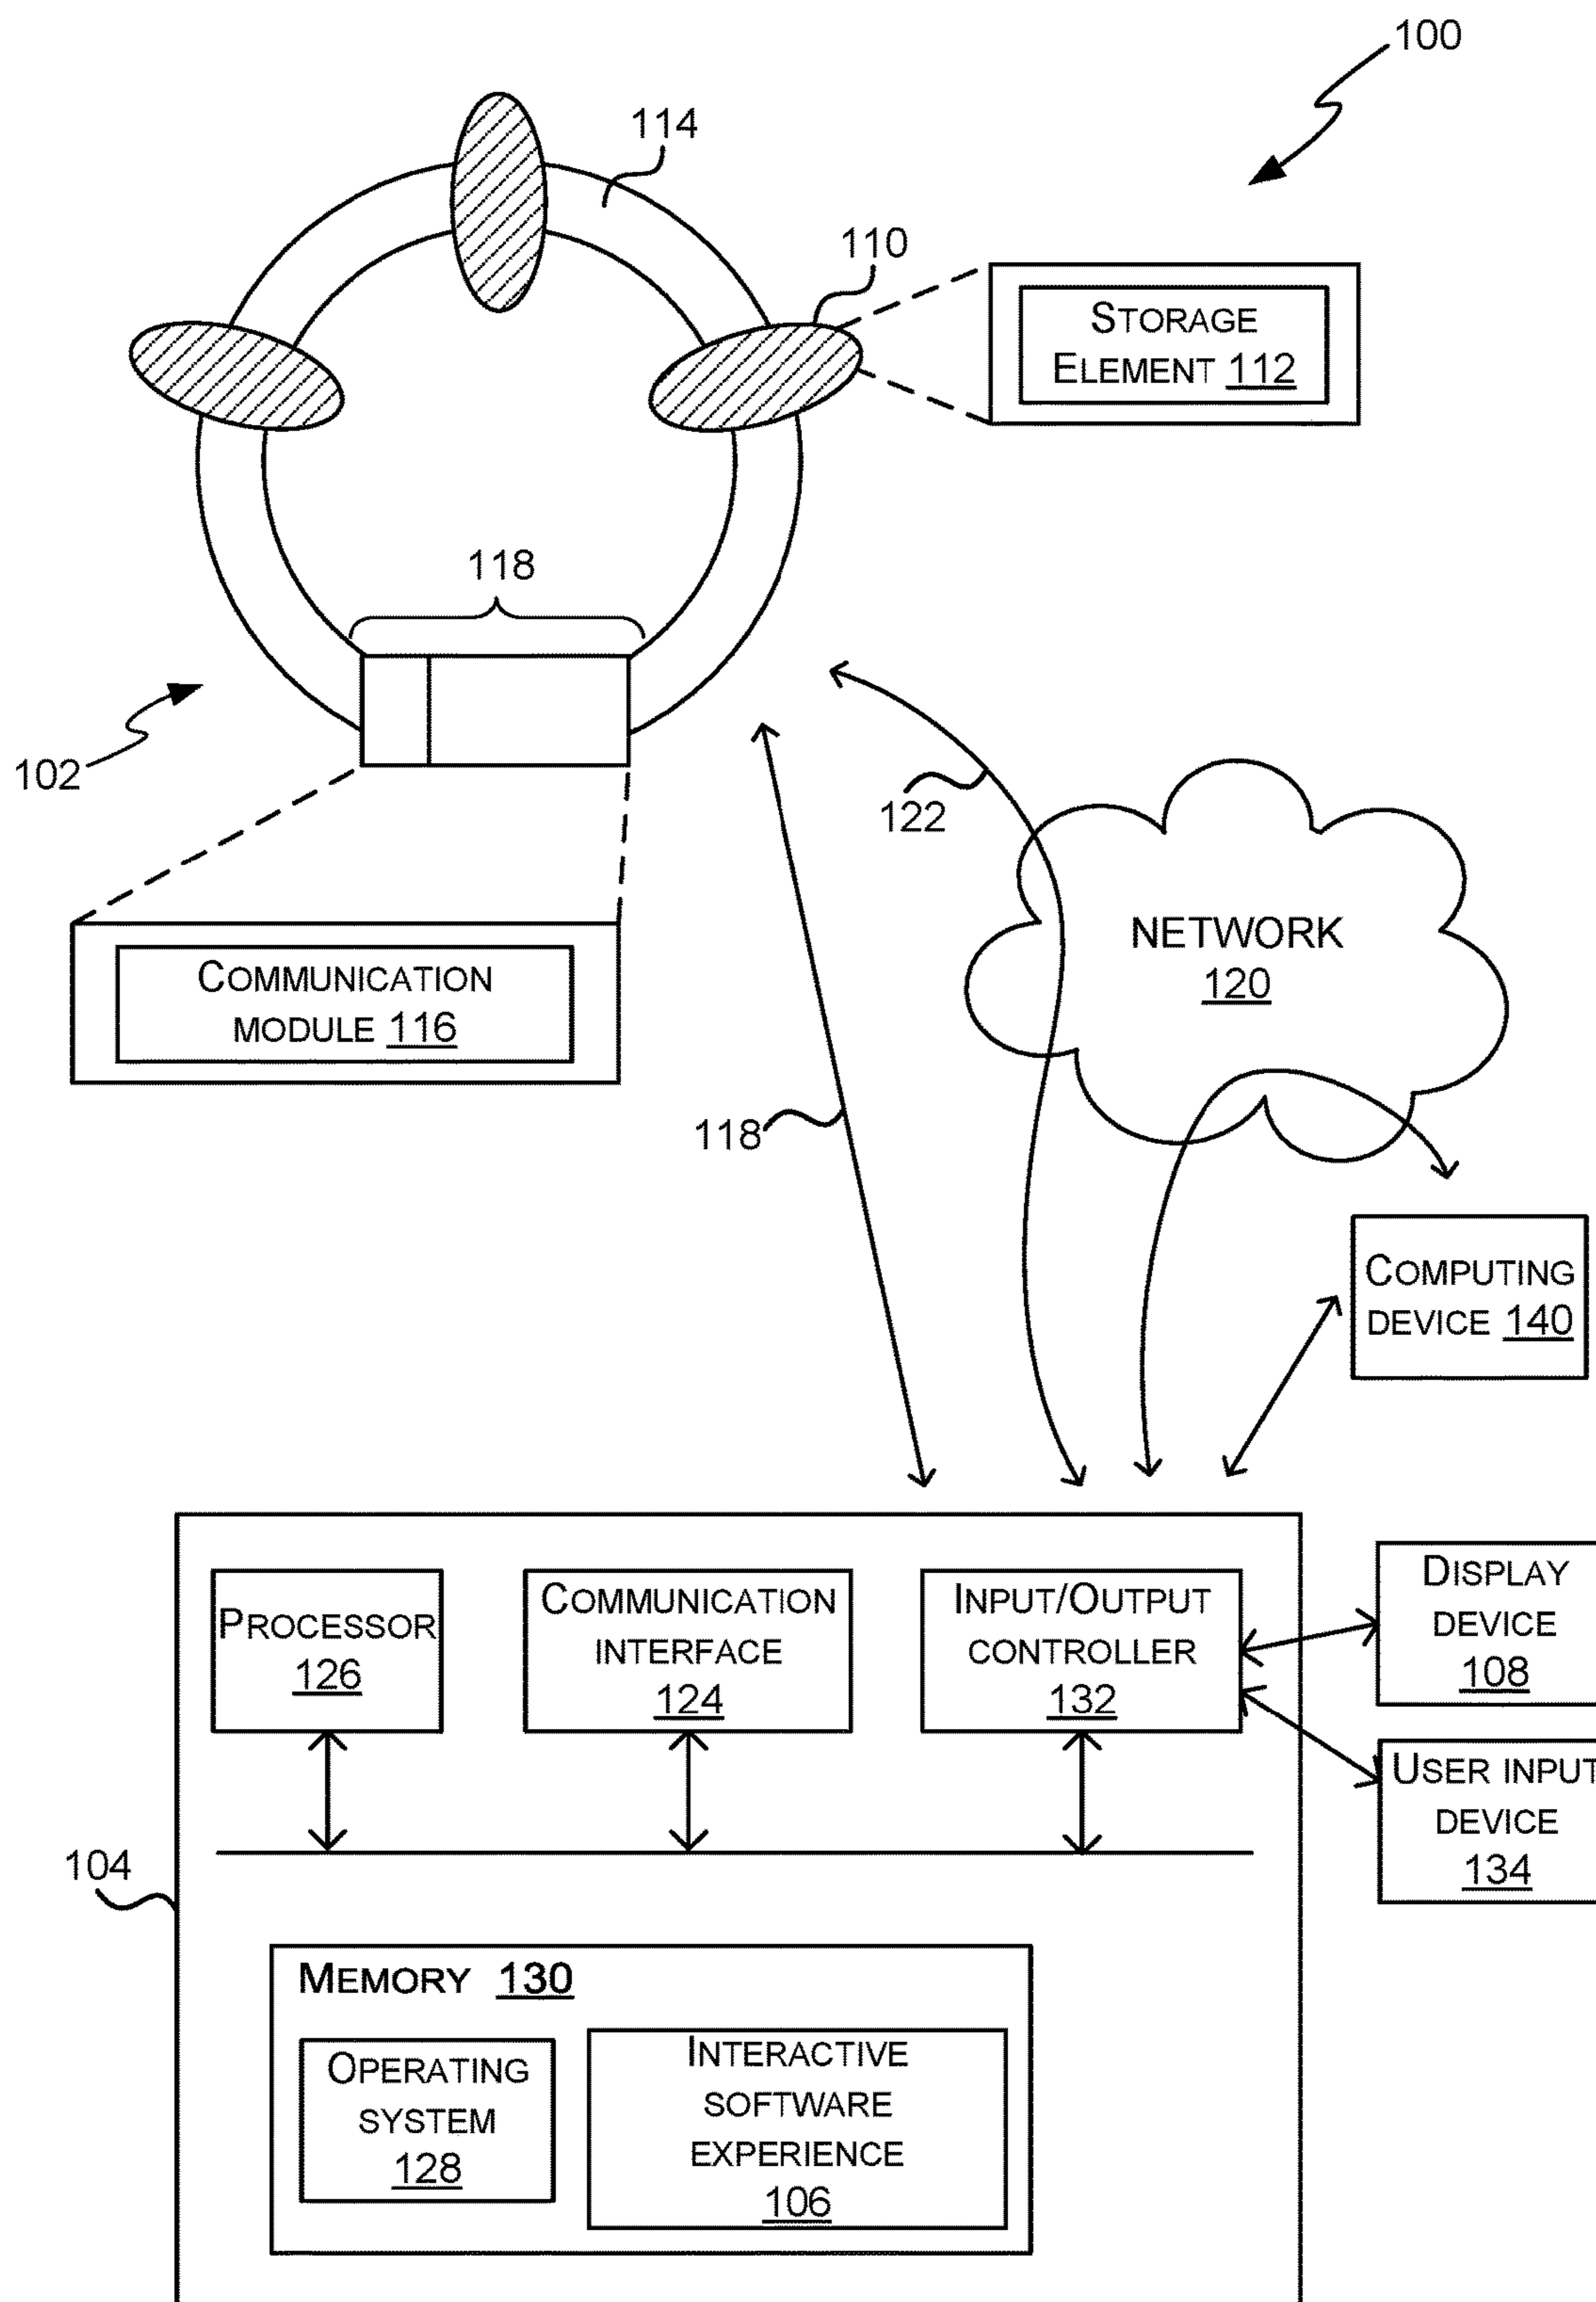 100
114
110
STORAGE
ELEMENT 112
118
102
122
NETWORK
120
COMMUNICATION
MODULE 116
118
COMPUTING
DEVICE 140
PROCESSOR
126
COMMUNICATION
INTERFACE
124
INPUT/OUTPUT
CONTROLLER
132
DISPLAY
DEVICE
108
USER INPUT
DEVICE
134
104
MEMORY 130
OPERATING
SYSTEM
128
INTERACTIVE
SOFTWARE
EXPERIENCE
106